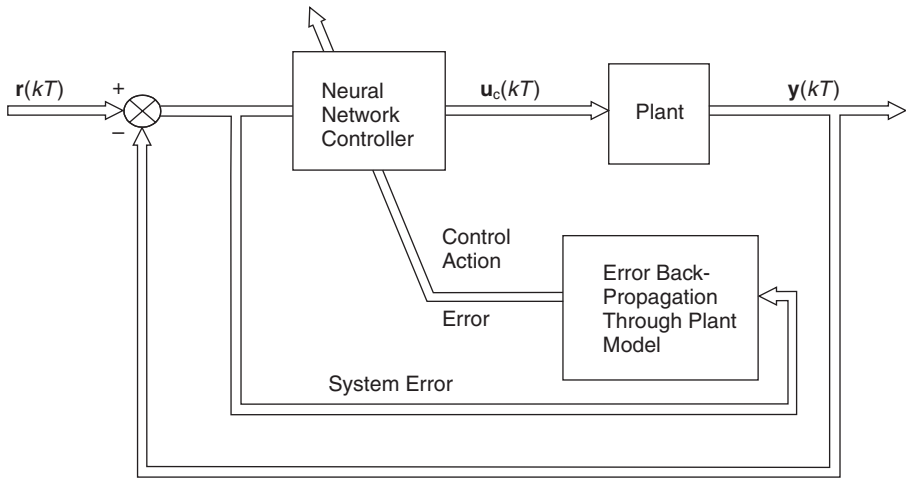 r(kT)
+
−
Neural
Network
Controller
uc(kT)
Plant
y(kT)
Control
Action
Error
Error Back-
Propagation
Through Plant
Model
System Error